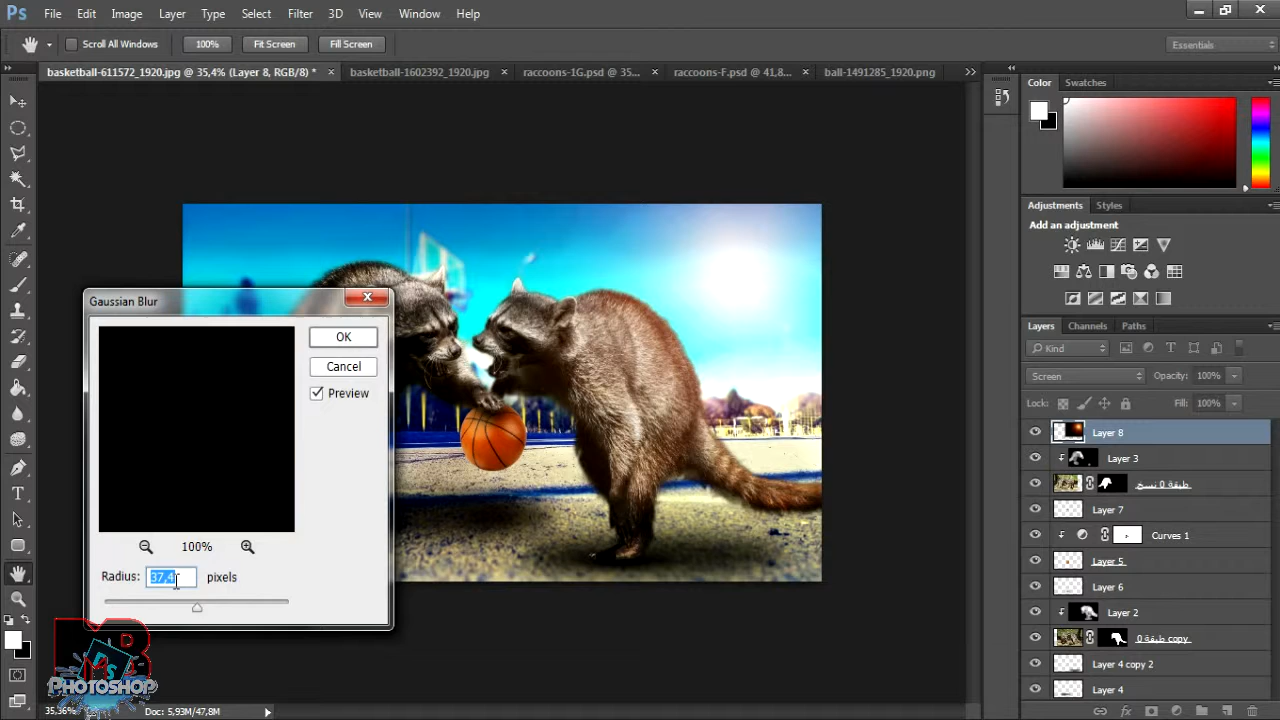 Ps File Edit Image Layer Type Select Filter 3D View Window Help
Scroll All Windows 100% Fit Screen Fill Screen Essentials
basketball-611572_1920.jpg @ 35,4% (Layer 8, RGB/8) * basketball-1602392_1920.jpg raccoons-1G.psd @ 35... raccoons-F.psd @ 41,8... ball-1491285_1920.png
Color Swatches
Adjustments Styles
Add an adjustment
Gaussian Blur
OK
Cancel
Preview
100%
Radius: 37,4 pixels
Layers Channels Paths
Kind
Screen Opacity: 100%
Lock: Fill: 100%
Layer 8
Layer 3
طبقة 0 نسخ
Layer 7
Curves 1
Layer 5
Layer 6
Layer 2
طبقة 0 copy
Layer 4 copy 2
Layer 4
Ps
PHOTOSHOP
35,36% Doc: 5,93M/47,8M